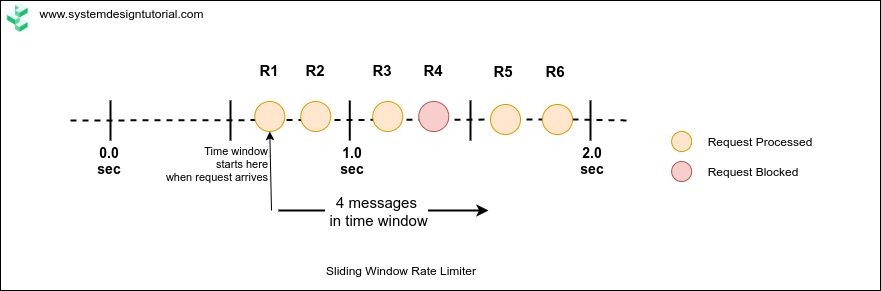 www.systemdesigntutorial.com
R1 R2 R3 R4 R5 R6
0.0
sec
Time window
starts here
when request arrives
1.0
sec
2.0
sec
Request Processed
Request Blocked
4 messages
in time window
Sliding Window Rate Limiter